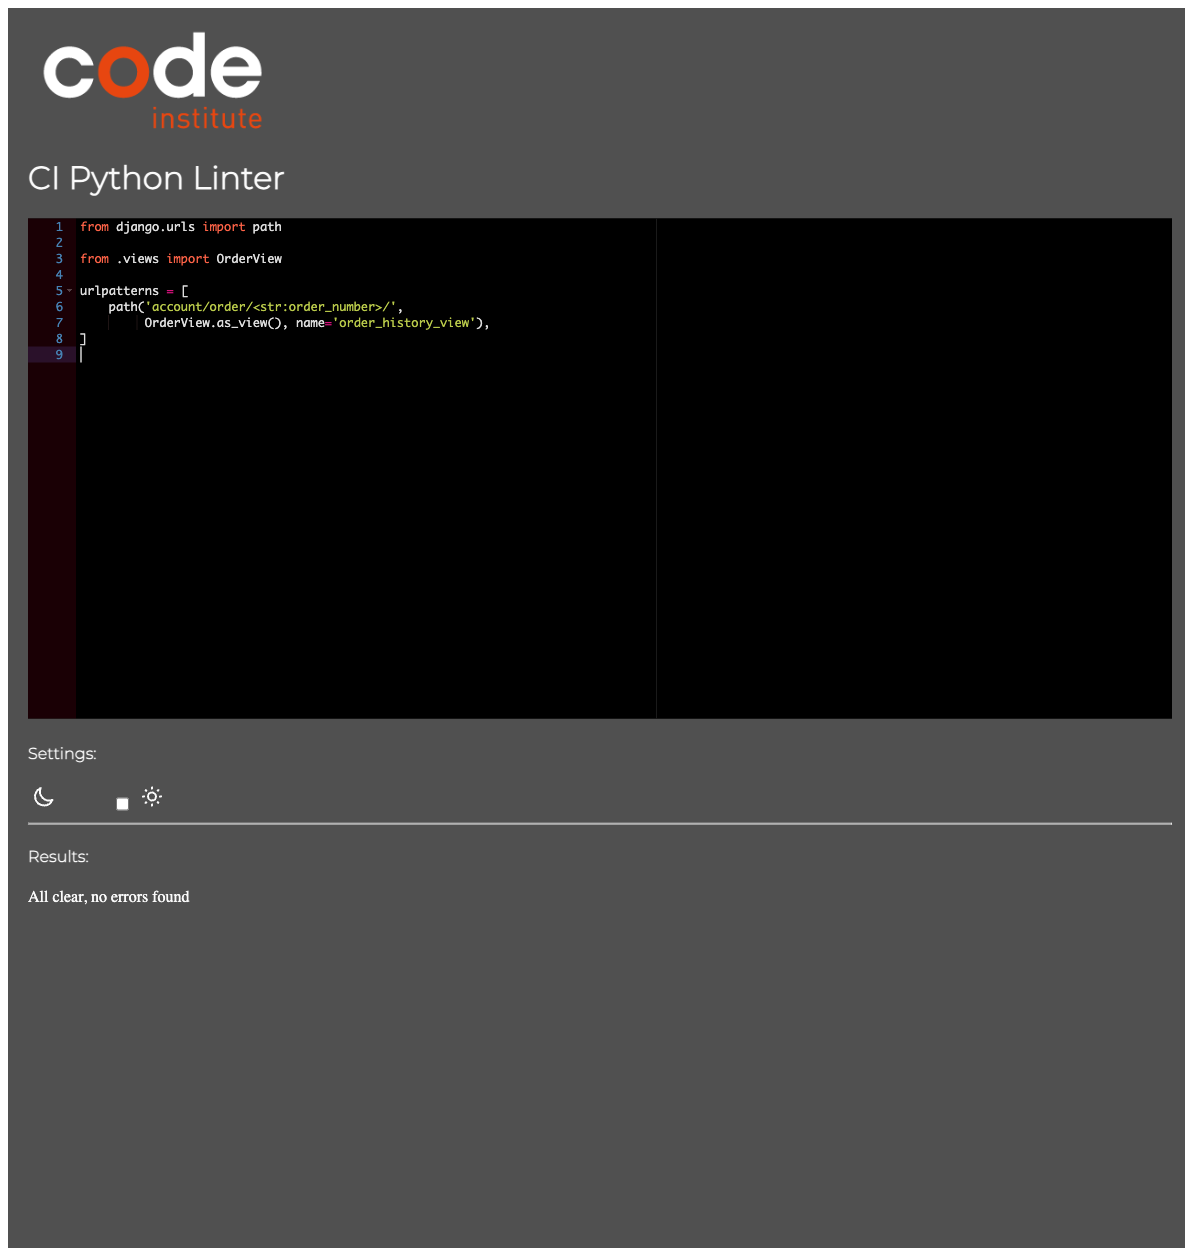 code
institute
CI Python Linter
1 from django.urls import path
2
3 from .views import OrderView
4
5 urlpatterns = [
6     path('account/order/<str:order_number>/',
7          OrderView.as_view(), name='order_history_view'),
8 ]
9
Settings:
Results:
All clear, no errors found